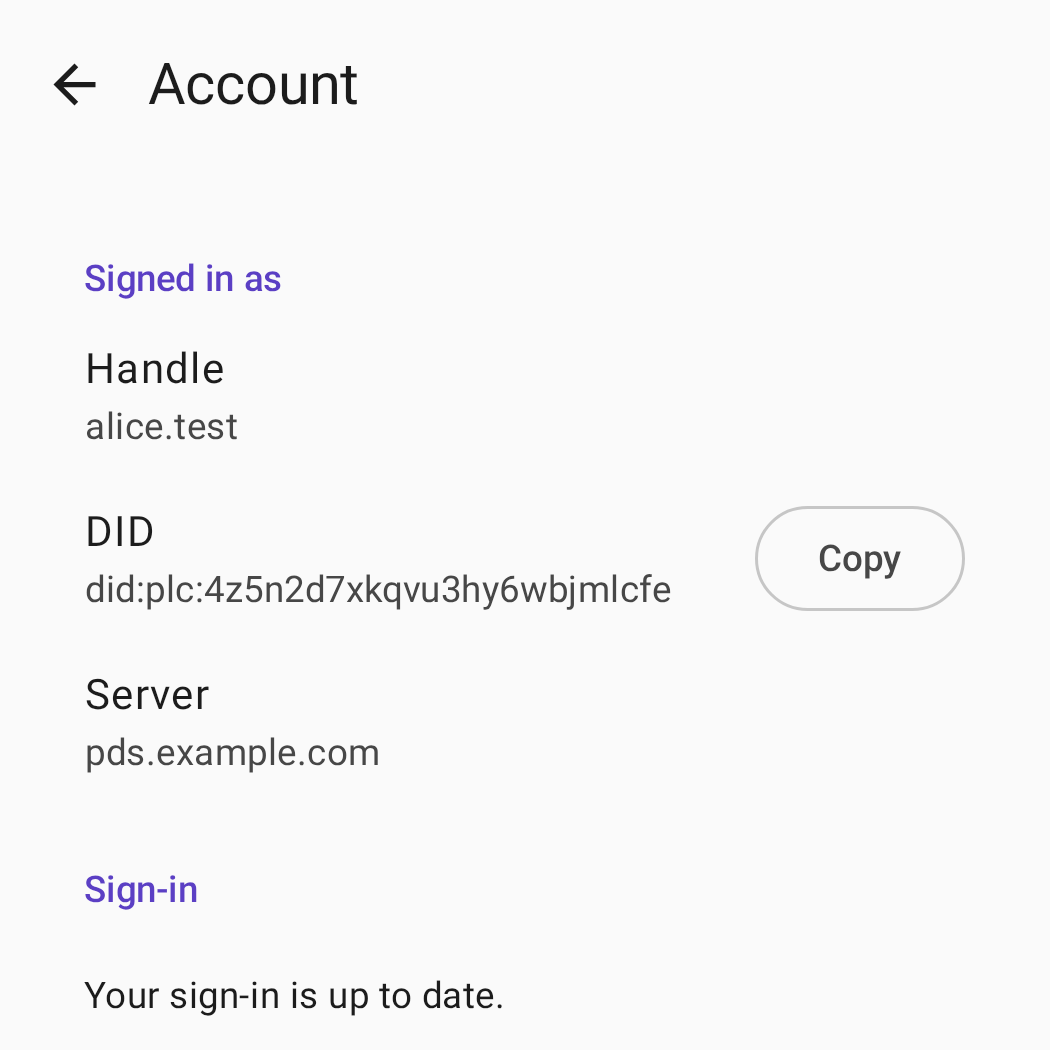 Account
Signed in as
Handle
alice.test
DID
did:plc:4z5n2d7xkqvu3hy6wbjmlcfe
Copy
Server
pds.example.com
Sign-in
Your sign-in is up to date.